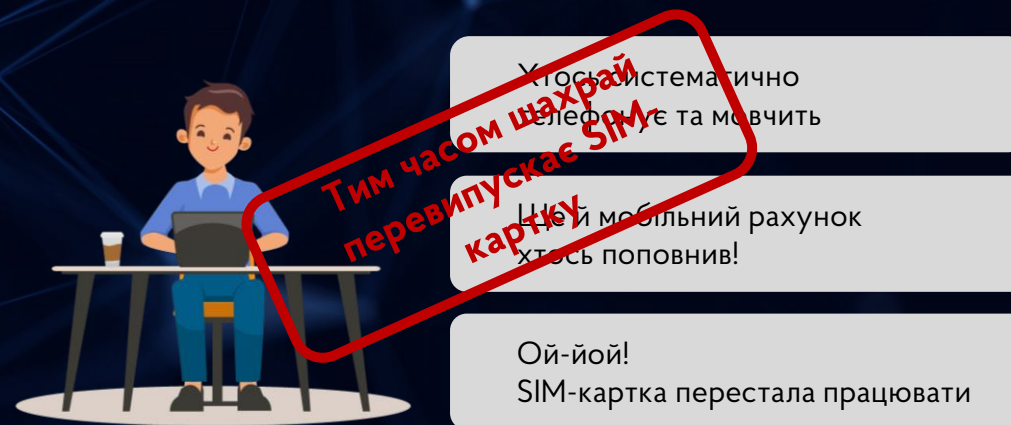 Хтось систематично
телефонує та мовчить
Тим часом шахрай
перевипускає SIM-
картку
Ще й мобільний рахунок
хтось поповнив!
Ой-йой!
SIM-картка перестала працювати